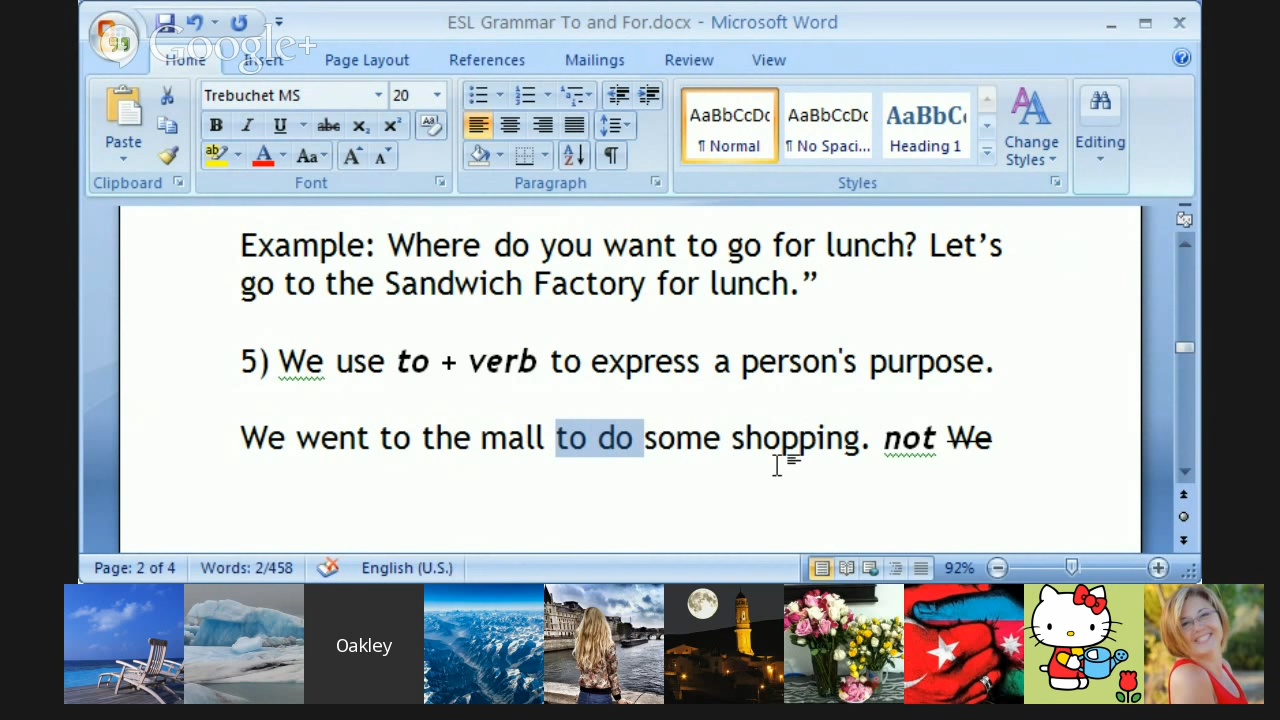 ESL Grammar To and For.docx - Microsoft Word
Google+
Home Insert Page Layout References Mailings Review View
Trebuchet MS 20
AaBbCcDc AaBbCcDc AaBbC
Paste ¶ Normal ¶ No Spaci... Heading 1 Change Styles Editing
Clipboard Font Paragraph Styles
Example: Where do you want to go for lunch? Let’s
go to the Sandwich Factory for lunch.”
5) We use to + verb to express a person's purpose.
We went to the mall to do some shopping. not We
Page: 2 of 4 Words: 2/458 English (U.S.) 92%
Oakley